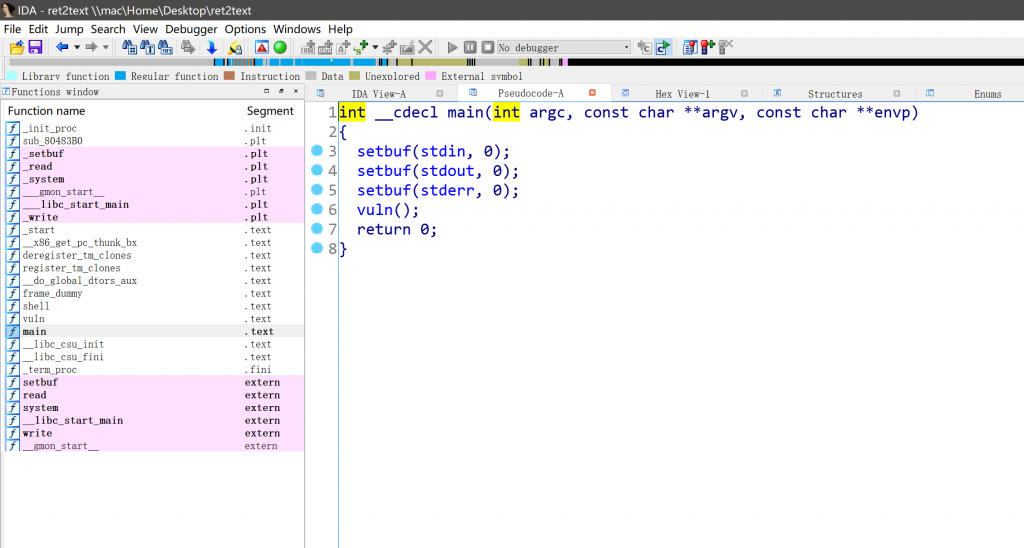 IDA - ret2text \\mac\Home\Desktop\ret2text
File Edit Jump Search View Debugger Options Windows Help
No debugger
Library function Regular function Instruction Data Unexplored External symbol
Functions window
IDA View-A Pseudocode-A Hex View-1 Structures Enums
Function name Segment
_init_proc .init
sub_80483B0 .plt
_setbuf .plt
_read .plt
_system .plt
___gmon_start__ .plt
___libc_start_main .plt
_write .plt
_start .text
__x86_get_pc_thunk_bx .text
deregister_tm_clones .text
register_tm_clones .text
__do_global_dtors_aux .text
frame_dummy .text
shell .text
vuln .text
main .text
__libc_csu_init .text
__libc_csu_fini .text
_term_proc .fini
setbuf extern
read extern
system extern
__libc_start_main extern
write extern
__gmon_start__ extern
1 int __cdecl main(int argc, const char **argv, const char **envp)
2 {
3 setbuf(stdin, 0);
4 setbuf(stdout, 0);
5 setbuf(stderr, 0);
6 vuln();
7 return 0;
8 }